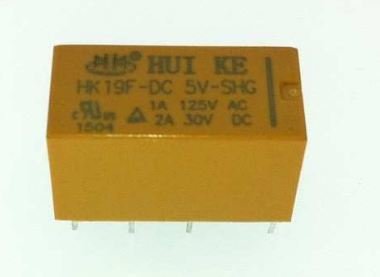 HUI KE
HK19F-DC 5V-SHG
1A 125V AC
2A 30V DC
1504